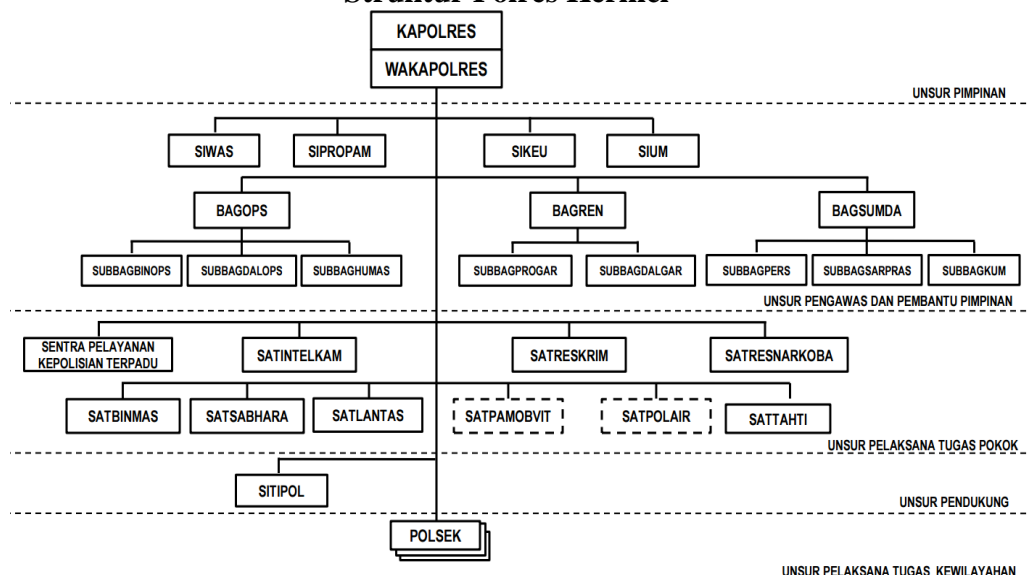 Struktur Polres
KAPOLRES
WAKAPOLRES
UNSUR PIMPINAN
SIWAS
SIPROPAM
SIKEU
SIUM
BAGOPS
BAGREN
BAGSUMDA
SUBBAGBINOPS
SUBBAGDALOPS
SUBBAGHUMAS
SUBBAGPROGAR
SUBBAGDALGAR
SUBBAGPERS
SUBBAGSARPRAS
SUBBAGKUM
UNSUR PENGAWAS DAN PEMBANTU PIMPINAN
SENTRA PELAYANAN
KEPOLISIAN TERPADU
SATINTELKAM
SATRESKRIM
SATRESNARKOBA
SATBINMAS
SATSABHARA
SATLANTAS
SATPAMOBVIT
SATPOLAIR
SATTAHTI
UNSUR PELAKSANA TUGAS POKOK
SITIPOL
UNSUR PENDUKUNG
POLSEK
UNSUR PELAKSANA TUGAS KEWILAYAHAN